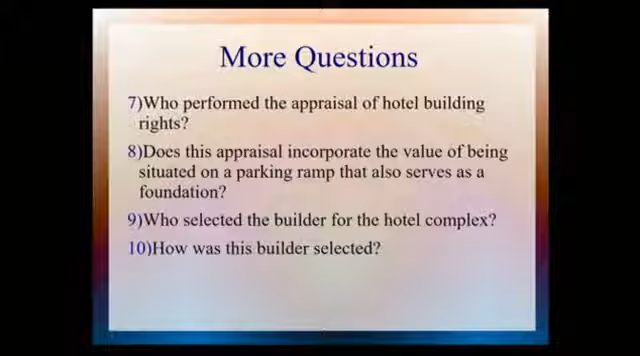 More Questions
7)Who performed the appraisal of hotel building
rights?
8)Does this appraisal incorporate the value of being
situated on a parking ramp that also serves as a
foundation?
9)Who selected the builder for the hotel complex?
10)How was this builder selected?